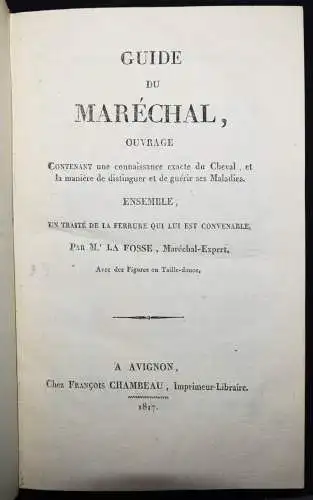 GUIDE
DU
MARÉCHAL,
OUVRAGE
CONTENANT une connaissance exacte du Cheval, et
la manière de distinguer et de guérir ses Maladies.
ENSEMBLE,
UN TRAITÉ DE LA FERRURE QUI LUI EST CONVENABLE.
PAR M.r LA FOSSE, Maréchal-Expert.
Avec des Figures en Taille-douce.
A AVIGNON,
Chez FRANÇOIS CHAMBEAU, Imprimeur-Libraire.
1817.